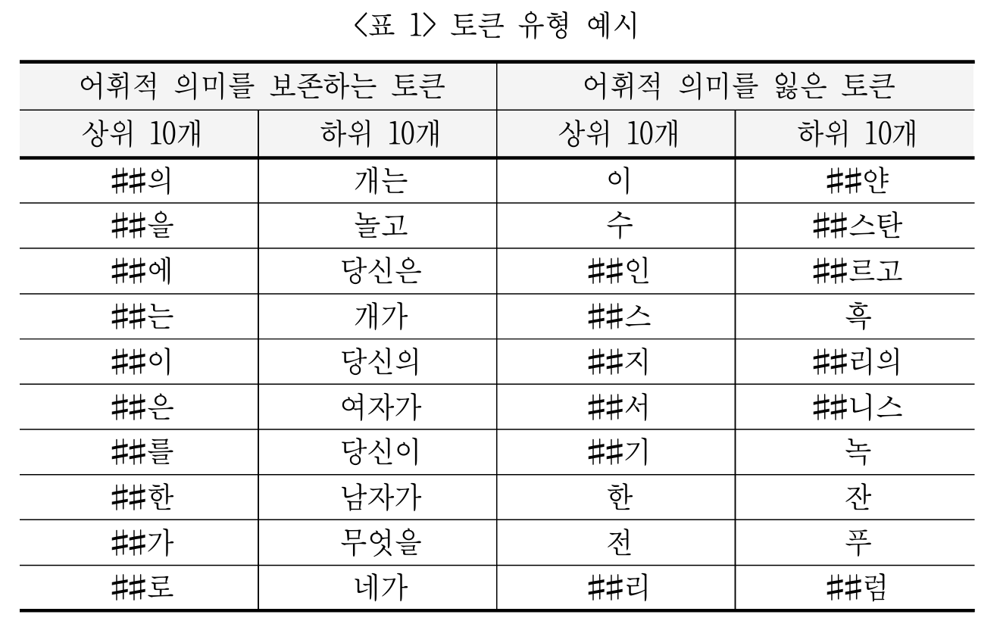 <표 1> 토큰 유형 예시
어휘적 의미를 보존하는 토큰 어휘적 의미를 잃은 토큰
상위 10개 하위 10개 상위 10개 하위 10개
##의 개는 이 ##얀
##을 놀고 수 ##스탄
##에 당신은 ##인 ##르고
##는 개가 ##스 흑
##이 당신의 ##지 ##리의
##은 여자가 ##서 ##니스
##를 당신이 ##기 녹
##한 남자가 한 잔
##가 무엇을 전 푸
##로 네가 ##리 ##럼